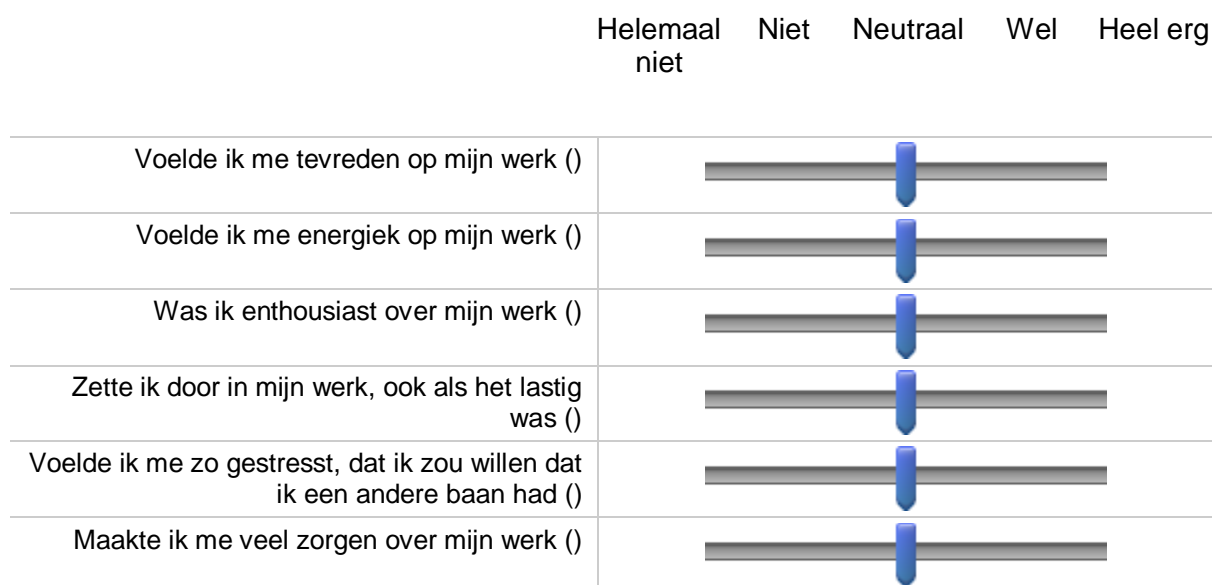 Helemaal niet Niet Neutraal Wel Heel erg
Voelde ik me tevreden op mijn werk ()
Voelde ik me energiek op mijn werk ()
Was ik enthousiast over mijn werk ()
Zette ik door in mijn werk, ook als het lastig
was ()
Voelde ik me zo gestresst, dat ik zou willen dat
ik een andere baan had ()
Maakte ik me veel zorgen over mijn werk ()